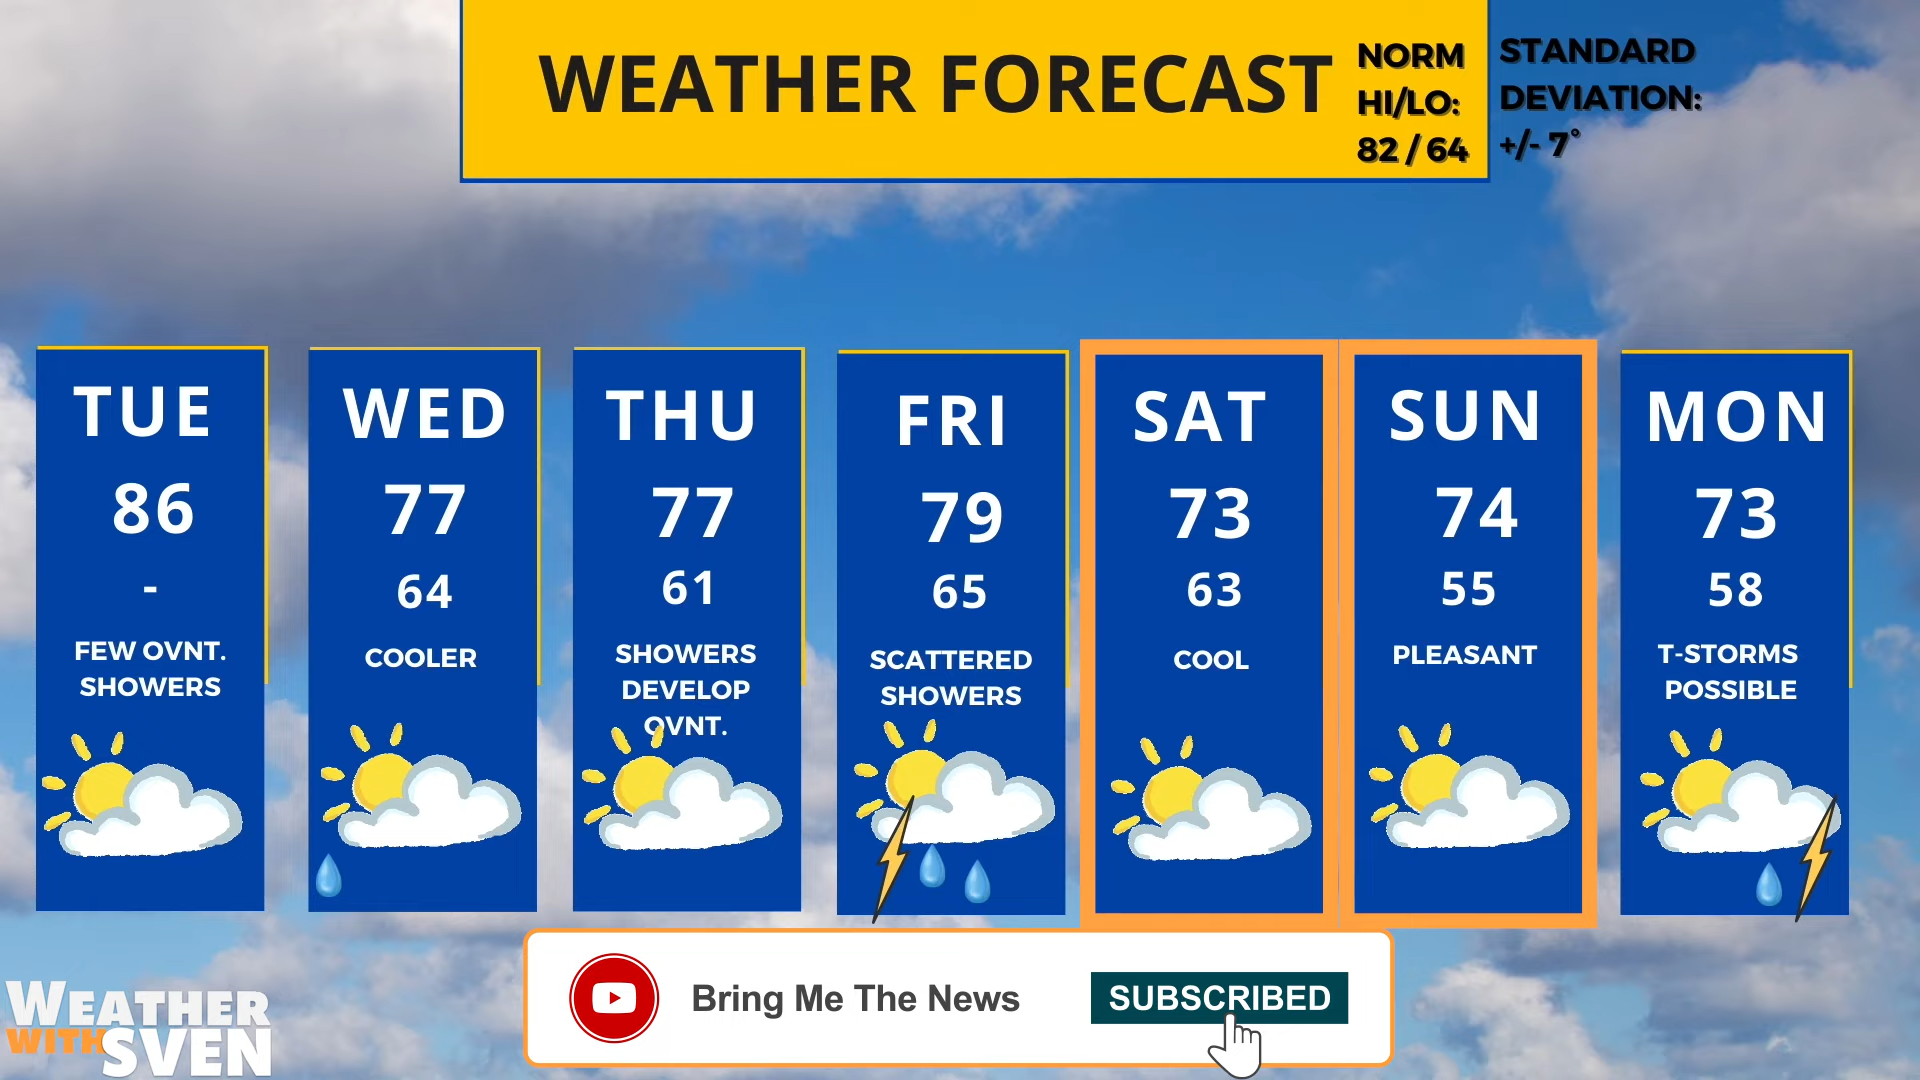 WEATHER FORECAST
NORM
HI/LO:
82 / 64
STANDARD
DEVIATION:
+/- 7°
TUE
86
-
FEW OVNT.
SHOWERS
WED
77
64
COOLER
THU
77
61
SHOWERS
DEVELOP
OVNT.
FRI
79
65
SCATTERED
SHOWERS
SAT
73
63
COOL
SUN
74
55
PLEASANT
MON
73
58
T-STORMS
POSSIBLE
Bring Me The News
SUBSCRIBED
WEATHER
WITH SVEN